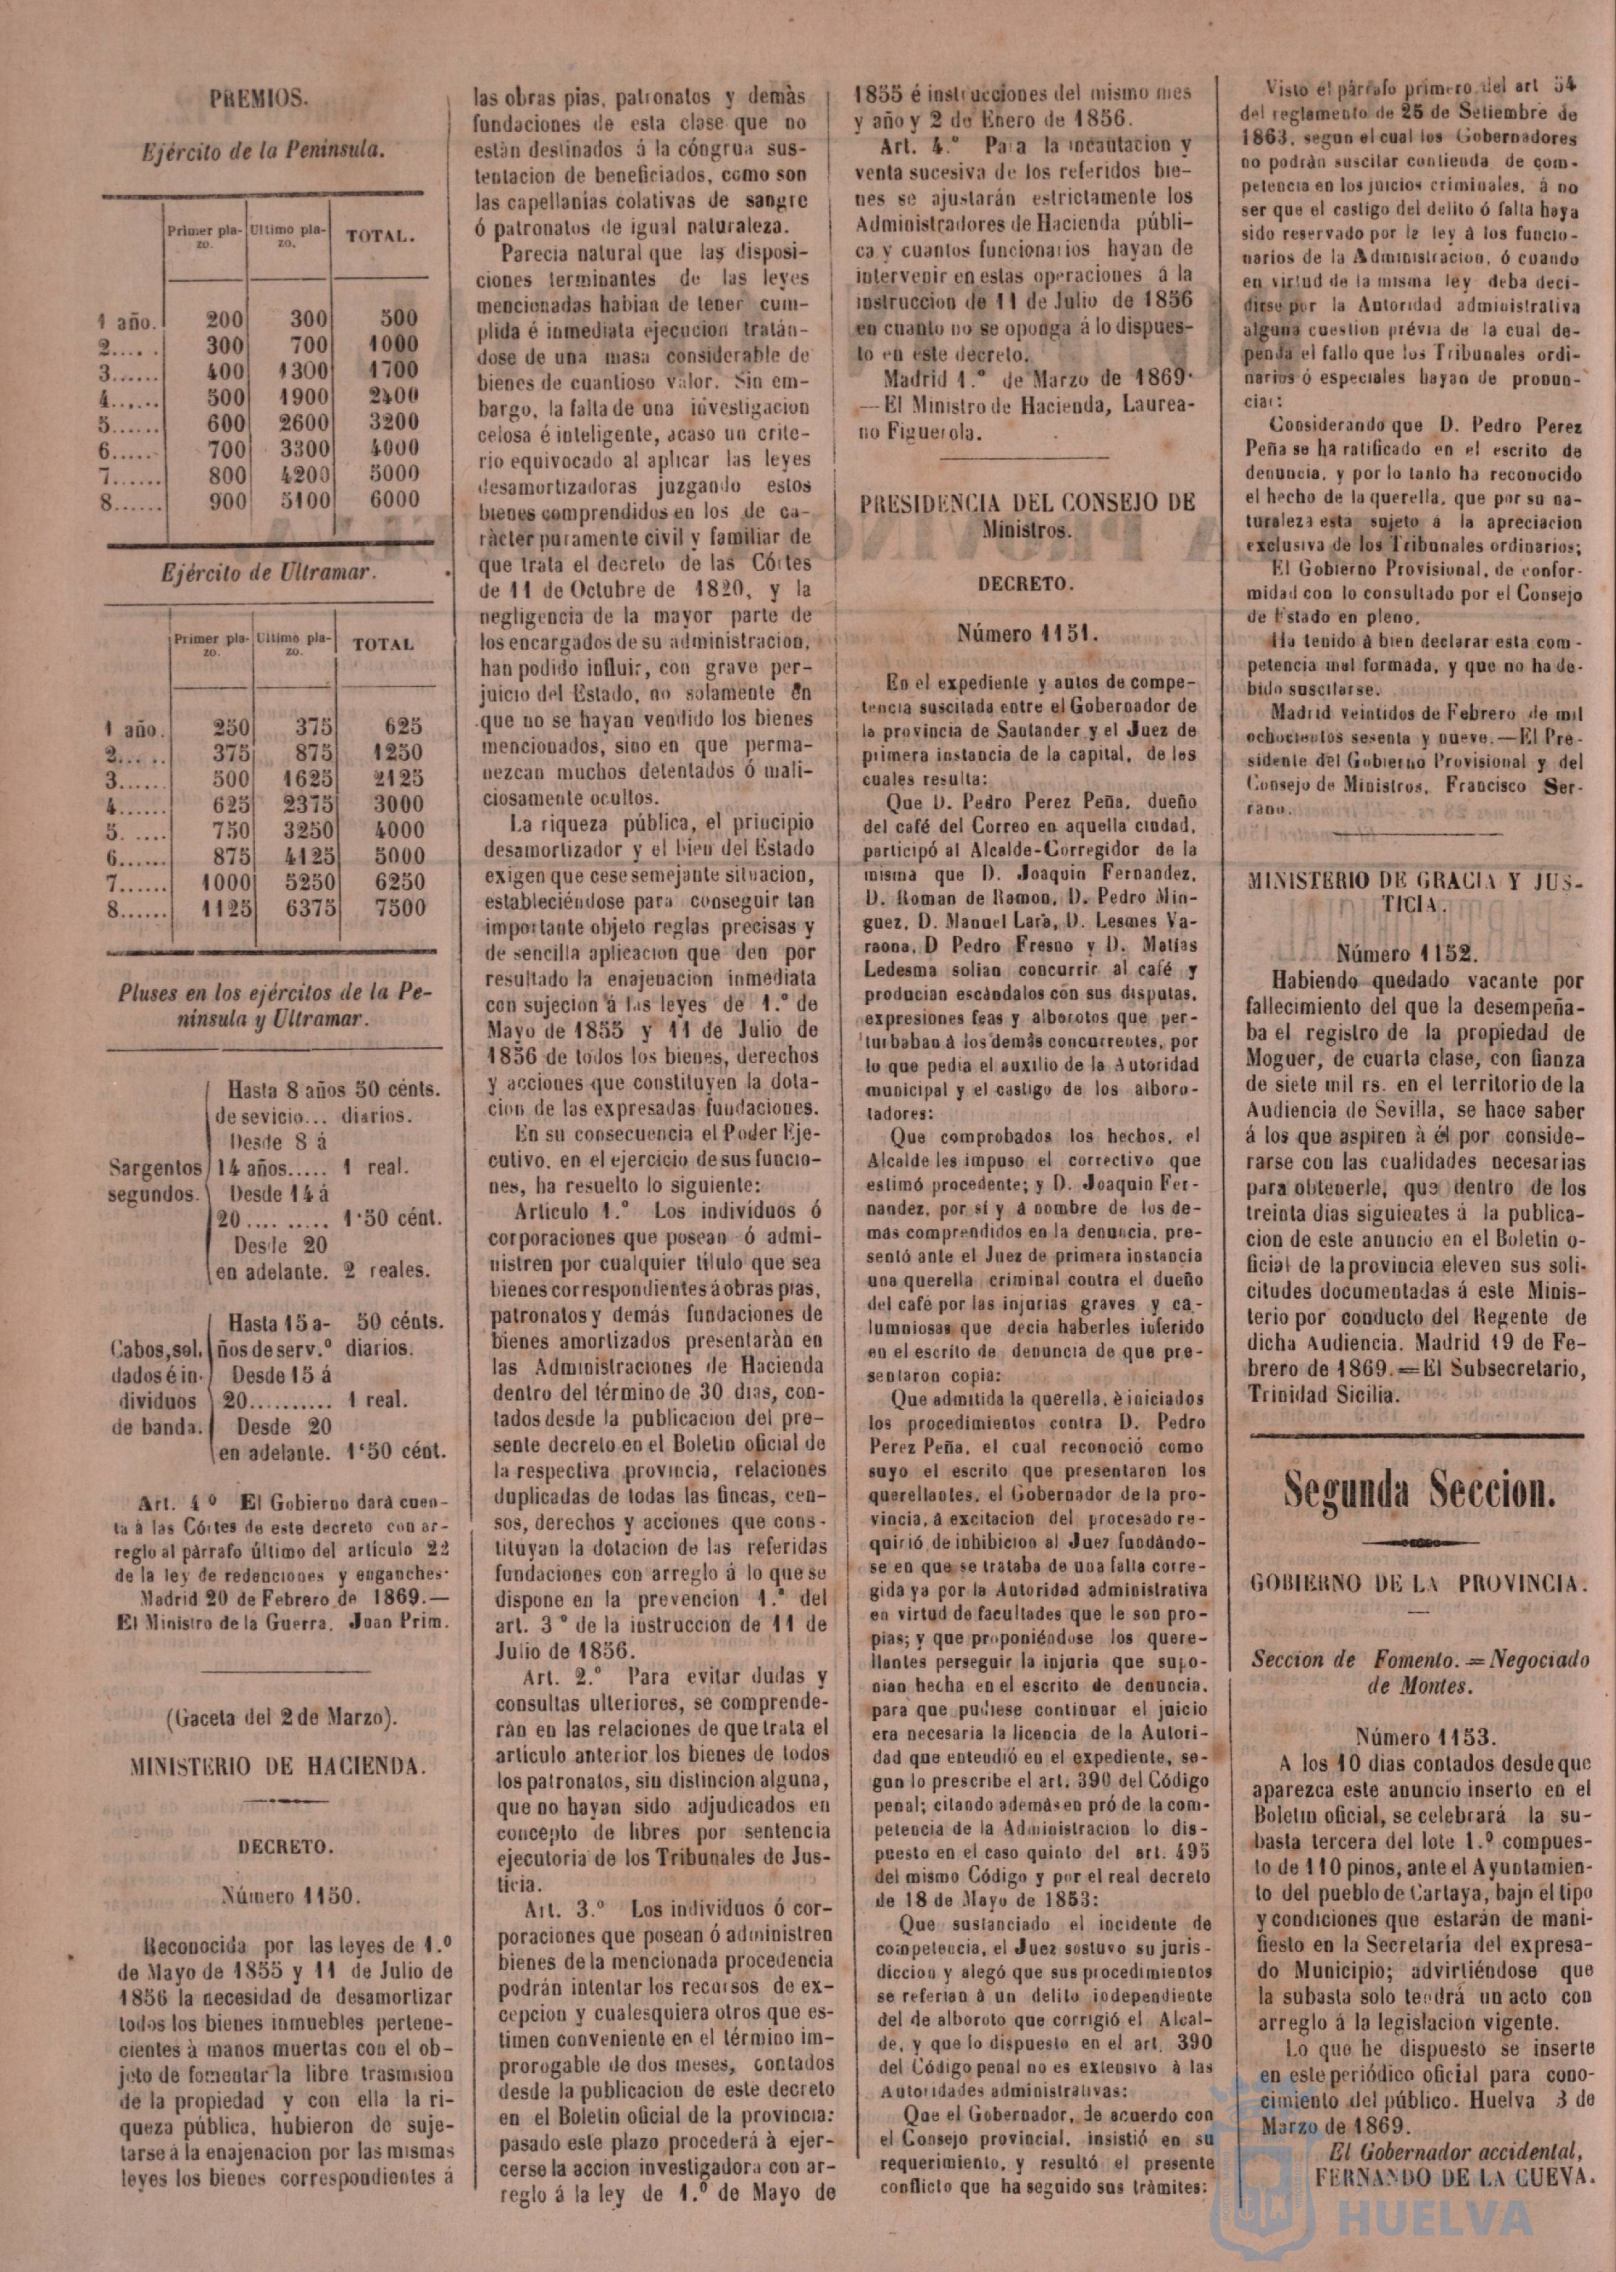 PREMIOS.
Ejército de la Península.
Primer plazo. Ultimo plazo. TOTAL.
1 año. 200 300 500
2..... 300 700 1000
3...... 400 1300 1700
4...... 500 1900 2400
5...... 600 2600 3200
6..... 700 3300 4000
7...... 800 4200 5000
8...... 900 5100 6000
Ejército de Ultramar.
Primer plazo. Ultimo plazo. TOTAL
1 año. 250 375 625
2..... 375 875 1250
3...... 500 1625 2125
4...... 625 2375 3000
5. .... 750 3250 4000
6...... 875 4125 5000
7...... 1000 5250 6250
8...... 1125 6375 7500
Pluses en los ejércitos de la Pe-
nínsula y Ultramar.
Sargentos segundos.
Hasta 8 años 50 cénts.
de sevicio... diarios.
Desde 8 á
14 años..... 1 real.
Desde 14 á
20.... ..... 1'50 cént.
Desde 20
en adelante. 2 reales.
Cabos, sol. dados é in- dividuos de banda.
Hasta 15 a- 50 cénts.
ños de serv.º diarios.
Desde 15 á
20.......... 1 real.
Desde 20
en adelante. 1'50 cént.
Art. 4º El Gobierno dará cuen-
ta á las Córtes de este decreto con ar-
reglo al párrafo último del artículo 22
de la ley de redenciones y enganches.
Madrid 20 de Febrero de 1869.—
El Ministro de la Guerra, Juan Prim.
(Gaceta del 2 de Marzo).
MINISTERIO DE HACIENDA.
DECRETO.
Número 1150.
Reconocida por las leyes de 1.º
de Mayo de 1855 y 11 de Julio de
1856 la necesidad de desamortizar
todos los bienes inmuebles pertene-
cientes à manos muertas con el ob-
jeto de fomentar la libre trasmision
de la propiedad y con ella la ri-
queza pública, hubieron de suje-
tarse á la enajenacion por las mismas
leyes los bienes correspondientes á
las obras pias, patronatos y demàs
fundaciones de esta clase que no
estàn destinados á la cóngrua sus-
tentacion de beneficiados, como son
las capellanias colativas de sangre
ó patronatos de igual naturaleza.
Parecia natural que las disposi-
ciones terminantes de las leyes
mencionadas habian de tener cum-
plida é inmediata ejecucion tratán-
dose de una masa considerable de
bienes de cuantioso valor. Sin em-
bargo, la falta de una investigacion
celosa é inteligente, acaso un crite-
rio equivocado al aplicar las leyes
desamortizadoras juzgando estos
bienes comprendidos en los de ca-
rácter puramente civil y familiar de
que trata el decreto de las Córtes
de 11 de Octubre de 1820, y la
negligencia de la mayor parte de
los encargados de su administracion,
han podido influir, con grave per-
juicio del Estado, no solamente en
que no se hayan vendido los bienes
mencionados, sino en que perma-
nezcan muchos detentados ó mali-
ciosamente ocultos.
La riqueza pública, el principio
desamortizador y el bien del Estado
exigen que cese semejante situacion,
estableciéndose para conseguir tan
importante objeto reglas precisas y
de sencilla aplicacion que den por
resultado la enajenacion inmediata
con sujecion à las leyes de 1.º de
Mayo de 1855 y 11 de Julio de
1856 de todos los bienes, derechos
y acciones que constituyen la dota-
cion de las expresadas fundaciones.
En su consecuencia el Poder Eje-
cutivo, en el ejercicio de sus funcio-
nes, ha resuelto lo siguiente:
Articulo 1.º Los individuos ó
corporaciones que posean ó admi-
nistren por cualquier título que sea
bienes correspondientes à obras pias,
patronatos y demás fundaciones de
bienes amortizados presentaràn en
las Administraciones de Hacienda
dentro del término de 30 dias, con-
tados desde la publicacion del pre-
sente decreto en el Boletin oficial de
la respectiva provincia, relaciones
duplicadas de todas las fincas, cen-
sos, derechos y acciones que cons-
tituyan la dotacion de las referidas
fundaciones con arreglo á lo que se
dispone en la prevencion 1.ª del
art. 3º de la instruccion de 11 de
Julio de 1856.
Art. 2.º Para evitar dudas y
consultas ulteriores, se comprende-
ràn en las relaciones de que trata el
artículo anterior los bienes de todos
los patronatos, sin distincion alguna,
que no hayan sido adjudicados en
concepto de libres por sentencia
ejecutoria de los Tribunales de Jus-
ticia.
Art. 3.º Los individuos ó cor-
poraciones que posean ó administren
bienes de la mencionada procedencia
podrán intentar los recursos de ex-
cepcion y cualesquiera otros que es-
timen conveniente en el término im-
prorogable de dos meses, contados
desde la publicacion de este decreto
en el Boletin oficial de la provincia:
pasado este plazo procederá à ejer-
cerse la accion investigadora con ar-
reglo á la ley de 1.º de Mayo de
1855 é instrucciones del mismo mes
y año y 2 de Enero de 1856.
Art. 4.º Para la incautacion y
venta sucesiva de los referidos bie-
nes se ajustarán estrictamente los
Administradores de Hacienda públi-
ca y cuantos funcionarios hayan de
intervenir en estas operaciones á la
instruccion de 11 de Julio de 1856
en cuanto no se oponga á lo dispues-
to en este decreto.
Madrid 1.º de Marzo de 1869.
—El Ministro de Hacienda, Laurea-
no Figuerola.
PRESIDENCIA DEL CONSEJO DE
Ministros.
DECRETO.
Número 1151.
En el expediente y autos de compe-
tencia suscitada entre el Gobernador de
la provincia de Santander y el Juez de
primera instancia de la capital, de los
cuales resulta:
Que D. Pedro Perez Peña, dueño
del café del Correo en aquella ciudad,
participó al Alcalde-Corregidor de la
misma que D. Joaquin Fernandez,
D. Roman de Ramon, D. Pedro Min-
guez, D. Manuel Lara, D. Lesmes Va-
raona, D Pedro Fresno y D. Matias
Ledesma solian concurrir al café y
producian escàndalos con sus disputas,
expresiones feas y alborotos que per-
turbaban à los demás concurrentes, por
lo que pedia el auxilio de la Autoridad
municipal y el castigo de los alboro-
tadores:
Que comprobados los hechos, el
Alcalde les impuso el correctivo que
estimó procedente; y D. Joaquin Fer-
nandez, por sí y á nombre de los de-
más comprendidos en la denuncia, pre-
sentó ante el Juez de primera instancia
una querella criminal contra el dueño
del café por las injurias graves y ca-
lumniosas que decia haberles inferido
en el escrito de denuncia de que pre-
sentaron copia:
Que admitida la querella, é iniciados
los procedimientos contra D. Pedro
Perez Peña, el cual reconoció como
suyo el escrito que presentaron los
querellantes, el Gobernador de la pro-
vincia, á excitacion del procesado re-
quirió de inhibicion al Juez fundándo-
se en que se trataba de una falta corre-
gida ya por la Autoridad administrativa
en virtud de facultades que le son pro-
pias; y que proponiéndose los quere-
llantes perseguir la injuria que supo-
nian hecha en el escrito de denuncia,
para que pudiese continuar el juicio
era necesaria la licencia de la Autori-
dad que entendió en el expediente, se-
gun lo prescribe el art. 390 del Código
penal; citando además en pró de la com-
petencia de la Administracion lo dis-
puesto en el caso quinto del art. 495
del mismo Código y por el real decreto
de 18 de Mayo de 1853:
Que sustanciado el incidente de
competencia, el Juez sostuvo su juris-
diccion y alegó que sus procedimientos
se referian à un delito independiente
del de alboroto que corrigió el Alcal-
de, y que lo dispuesto en el art. 390
del Código penal no es extensivo á las
Autoridades administrativas:
Que el Gobernador, de acuerdo con
el Consejo provincial, insistió en su
requerimiento, y resultó el presente
conflicto que ha seguido sus tràmites:
Visto el párrafo primero del art 54
del reglamento de 25 de Setiembre de
1863, segun el cual los Gobernadores
no podrán suscitar contienda de com-
petencia en los juicios criminales, á no
ser que el castigo del delito ó falta haya
sido reservado por la ley á los funcio-
narios de la Administracion, ó cuando
en virtud de la misma ley deba deci-
dirse por la Autoridad administrativa
alguna cuestion prévia de la cual de-
penda el fallo que los Tribunales ordi-
narios ó especiales hayan de pronun-
ciar:
Considerando que D. Pedro Perez
Peña se ha ratificado en el escrito de
denuncia, y por lo tanto ha reconocido
el hecho de la querella, que por su na-
turaleza esta sujeto á la apreciacion
exclusiva de los Tribunales ordinarios;
El Gobierno Provisional, de confor-
midad con lo consultado por el Consejo
de Estado en pleno,
Ha tenido à bien declarar esta com-
petencia mal formada, y que no ha de-
bido suscitarse.
Madrid veintidos de Febrero de mil
ochocientos sesenta y nueve.—El Pre-
sidente del Gobierno Provisional y del
Consejo de Ministros, Francisco Ser-
rano.
MINISTERIO DE GRACIA Y JUS-
TICIA.
Número 1152.
Habiendo quedado vacante por
fallecimiento del que la desempeña-
ba el registro de la propiedad de
Moguer, de cuarta clase, con fianza
de siete mil rs. en el territorio de la
Audiencia de Sevilla, se hace saber
á los que aspiren à él por conside-
rarse con las cualidades necesarias
para obtenerle, que dentro de los
treinta dias siguientes á la publica-
cion de este anuncio en el Boletin o-
ficial de la provincia eleven sus soli-
citudes documentadas á este Minis-
terio por conducto del Regente de
dicha Audiencia. Madrid 19 de Fe-
brero de 1869.=El Subsecretario,
Trinidad Sicilia.
Segunda Seccion.
GOBIERNO DE LA PROVINCIA.
Seccion de Fomento.=Negociado
de Montes.
Número 1153.
A los 10 dias contados desde que
aparezca este anuncio inserto en el
Boletin oficial, se celebrará la su-
basta tercera del lote 1.º compues-
to de 110 pinos, ante el Ayuntamien-
to del pueblo de Cartaya, bajo el tipo
y condiciones que estarán de mani-
fiesto en la Secretaría del expresa-
do Municipio; advirtiéndose que
la subasta solo tendrá un acto con
arreglo á la legislacion vigente.
Lo que he dispuesto se inserte
en este periódico oficial para cono-
cimiento del público. Huelva 3 de
Marzo de 1869.
El Gobernador accidental,
FERNANDO DE LA CUEVA.
HUELVA